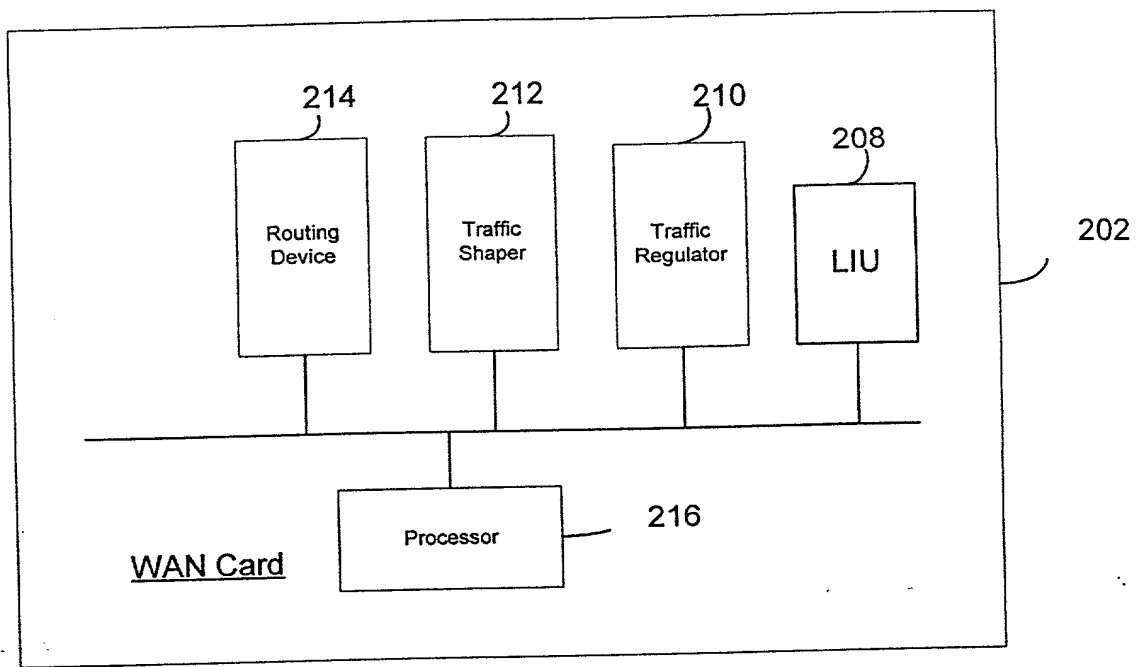 214
212
210
208
202
Routing
Device
Traffic
Shaper
Traffic
Regulator
LIU
216
Processor
WAN Card